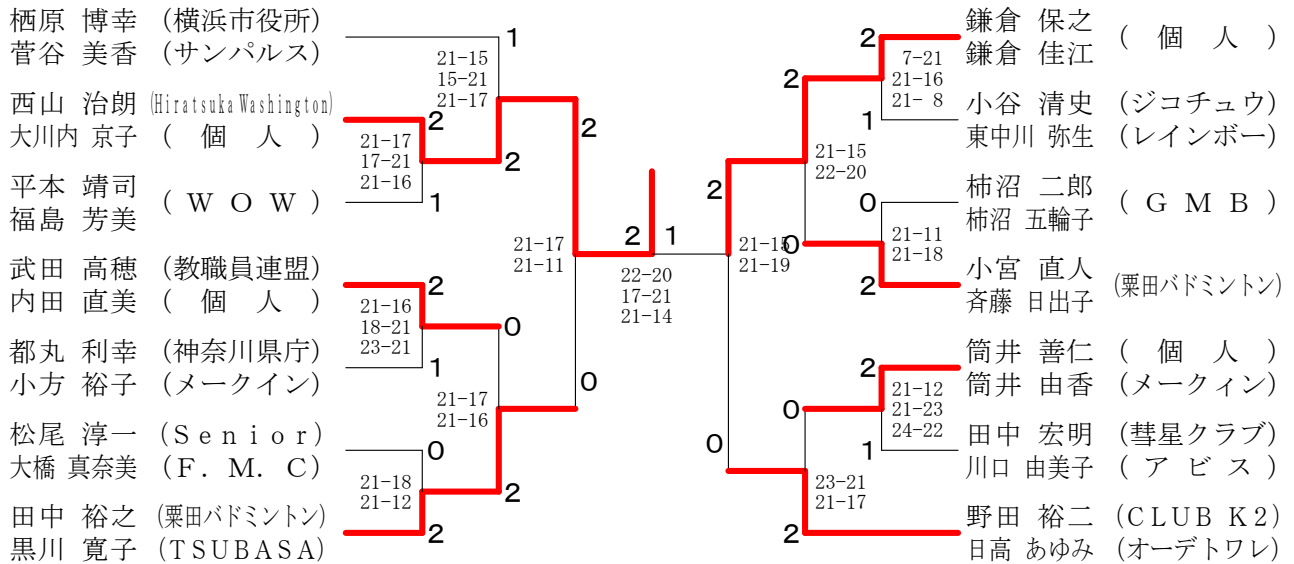 栖原 博幸 (横浜市役所)
菅谷 美香 (サンパルス)
1
21-15
15-21
21-17
西山 治朗 (Hiratsuka Washington)
大川内 京子 ( 個 人 )
2
21-17
17-21
21-16
2
2
平本 靖司
福島 芳美
( W O W )
1
21-17
21-11
武田 高穂 (教職員連盟)
内田 直美 ( 個 人 )
2
21-16
18-21
23-21
0
都丸 利幸 (神奈川県庁)
小方 裕子 (メークイン)
1
21-17
21-16
0
松尾 淳一 (Senior)
大橋 真奈美 (F. M. C)
0
21-18
21-12
2
田中 裕之 (粟田バドミントン)
黒川 寛子 (TSUBASA)
2
2 1
22-20
17-21
21-14
鎌倉 保之
鎌倉 佳江
( 個 人 )
2
7-21
21-16
21- 8
2
小谷 清史 (ジコチュウ)
東中川 弥生 (レインボー)
1
21-15
22-20
2
柿沼 二郎
柿沼 五輪子
( G M B )
0
21-11
21-18
0
21-15
21-19
小宮 直人
斉藤 日出子
(粟田バドミントン)
2
筒井 善仁 ( 個 人 )
筒井 由香 (メークィン)
2
21-12
21-23
24-22
0
田中 宏明 (彗星クラブ)
川口 由美子 ( ア ビ ス )
1
0
23-21
21-17
野田 裕二 (CLUB K2)
日高 あゆみ (オーデトワレ)
2